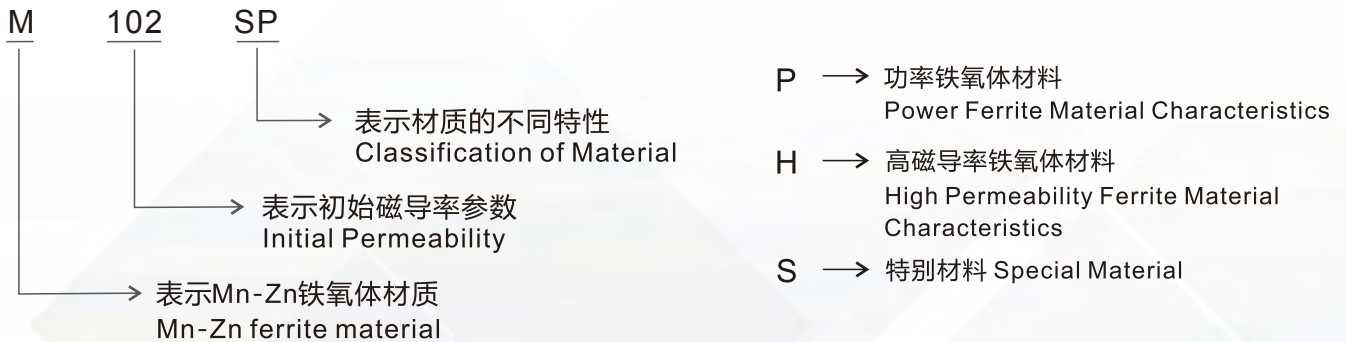 M 102 SP
表示材质的不同特性
Classification of Material
表示初始磁导率参数
Initial Permeability
表示Mn-Zn铁氧体材质
Mn-Zn ferrite material
P 功率铁氧体材料
Power Ferrite Material Characteristics
H 高磁导率铁氧体材料
High Permeability Ferrite Material
Characteristics
S 特别材料 Special Material